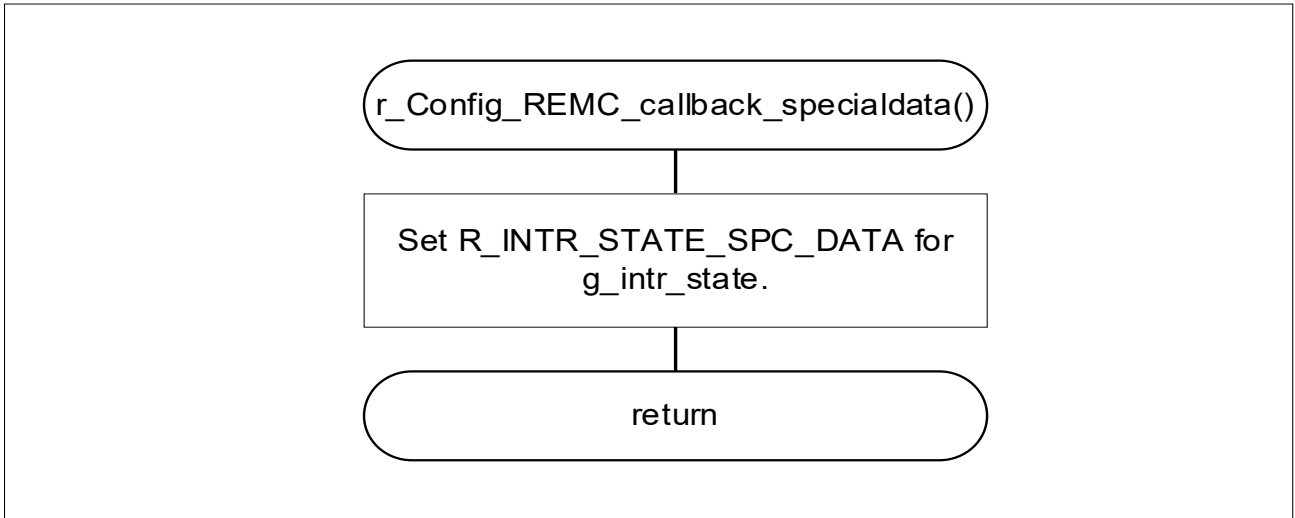 r_Config_REMC_callback_specialdata()
Set R_INTR_STATE_SPC_DATA for
g_intr_state.
return